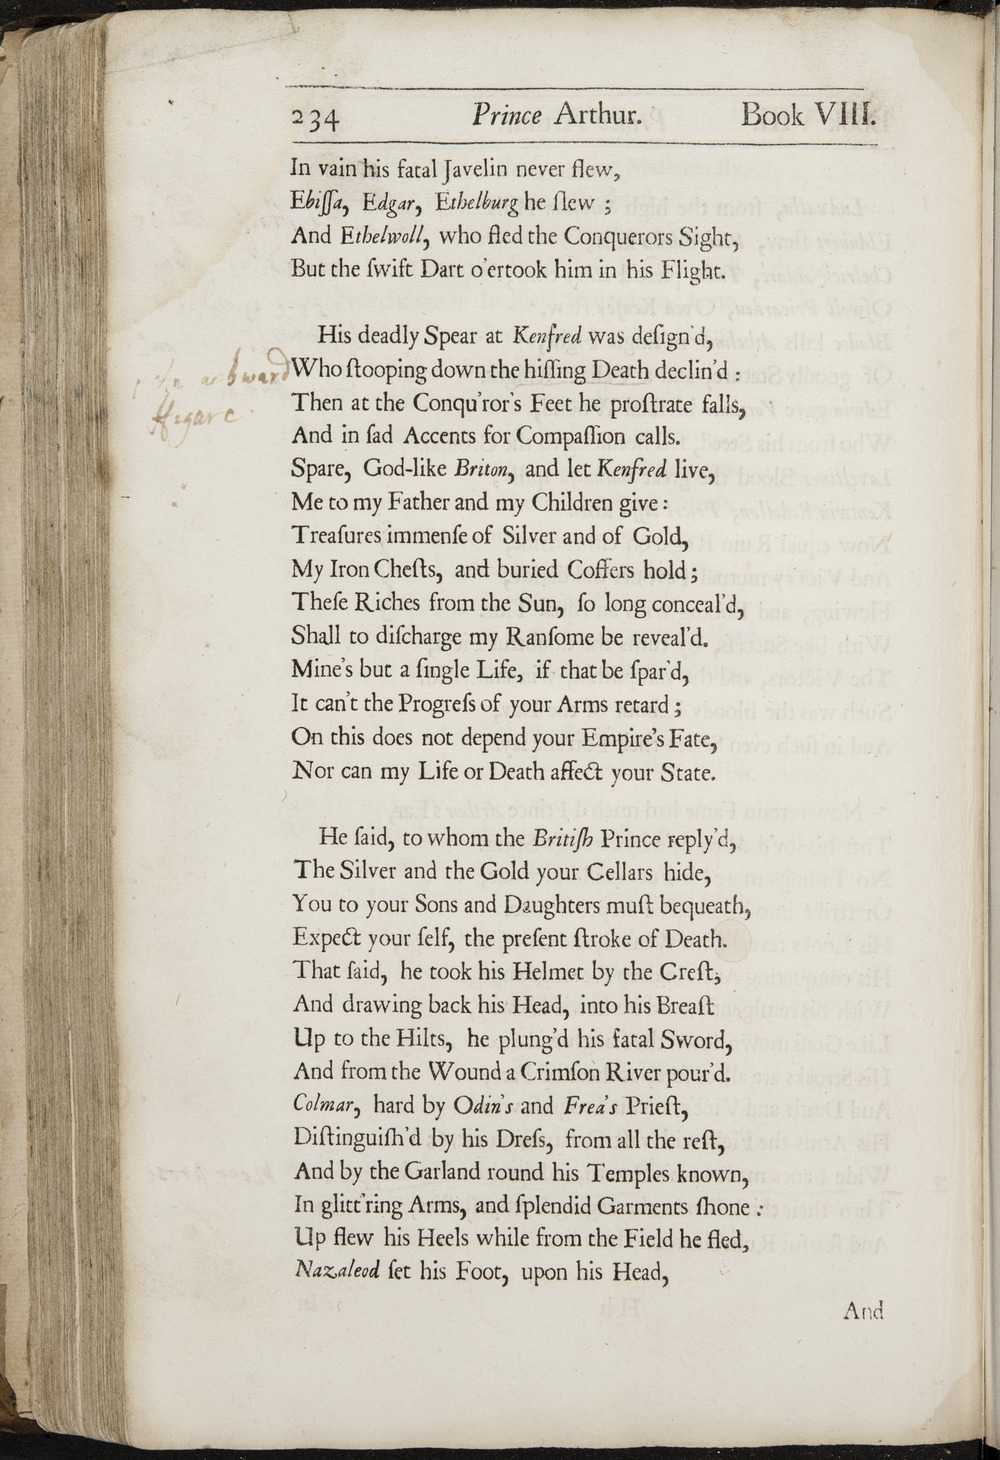 234 Prince Arthur. Book VIII.
In vain his fatal Javelin never flew,
Ebiſſa, Edgar, Ethelburg he ſlew ;
And Ethelwoll, who fled the Conquerors Sight,
But the ſwift Dart o'ertook him in his Flight.
His deadly Spear at Kenfred was deſign'd,
Who ſtooping down the hiſſing Death declin'd :
an awkward
ffigare
Then at the Conqu'ror's Feet he proſtrate falls,
And in ſad Accents for Compaſſion calls.
Spare, God-like Briton, and let Kenfred live,
Me to my Father and my Children give :
Treaſures immenſe of Silver and of Gold,
My Iron Cheſts, and buried Coffers hold ;
Theſe Riches from the Sun, ſo long conceal'd,
Shall to diſcharge my Ranſome be reveal'd.
Mine's but a ſingle Life, if that be ſpar'd,
It can't the Progreſs of your Arms retard ;
On this does not depend your Empire's Fate,
Nor can my Life or Death affect your State.
He ſaid, to whom the Britiſh Prince reply'd,
The Silver and the Gold your Cellars hide,
You to your Sons and Daughters muſt bequeath,
Expect your ſelf, the preſent ſtroke of Death.
That ſaid, he took his Helmet by the Creſt,
And drawing back his Head, into his Breaſt
Up to the Hilts, he plung'd his fatal Sword,
And from the Wound a Crimſon River pour'd.
Colmar, hard by Odin's and Frea's Prieſt,
Diſtinguiſh'd by his Dreſs, from all the reſt,
And by the Garland round his Temples known,
In glitt'ring Arms, and ſplendid Garments ſhone :
Up flew his Heels while from the Field he fled,
Nazaleod ſet his Foot, upon his Head,
And